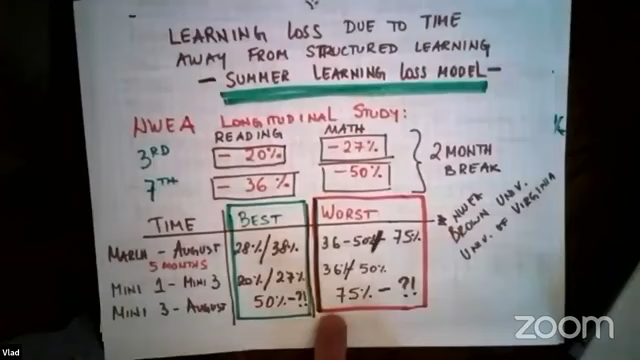 LEARNING LOSS DUE TO TIME
AWAY FROM STRUCTURED LEARNING
- SUMMER LEARNING LOSS MODEL -
NWEA LONGITUDINAL STUDY:
READING MATH
3RD - 20% - 27%
7TH - 36% - 50%
2 MONTH
BREAK
TIME BEST WORST
MARCH - AUGUST 28%/38% 36-50% 75%
5 MONTHS
MINI 1 - MINI 3 20%/27% 36%/50%
MINI 3 - AUGUST 50% - ?! 75% - ?!
* NWEA
BROWN UNIV.
UNIV. OF VIRGINIA
Vlad
zoom